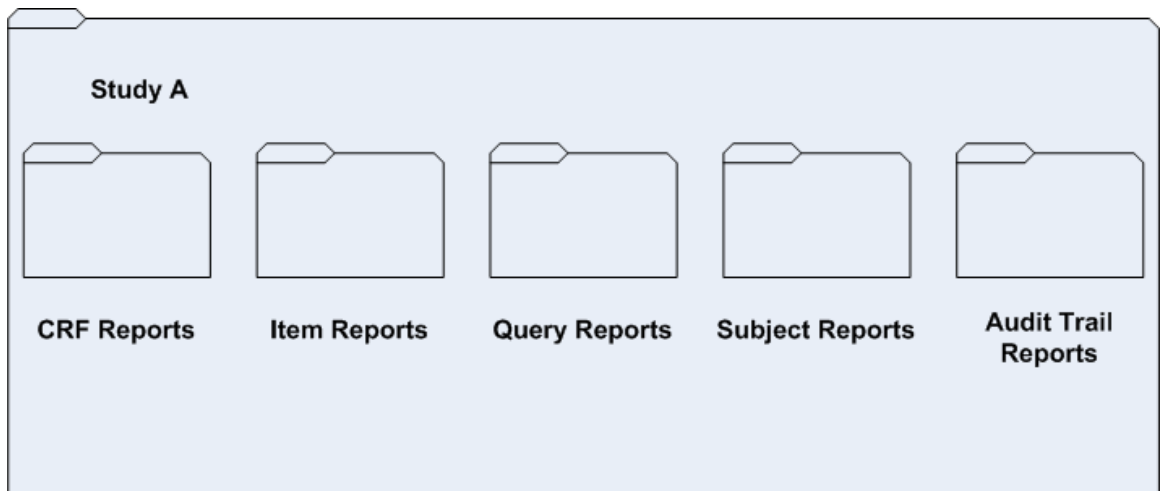 Study A
CRF Reports
Item Reports
Query Reports
Subject Reports
Audit Trail
Reports